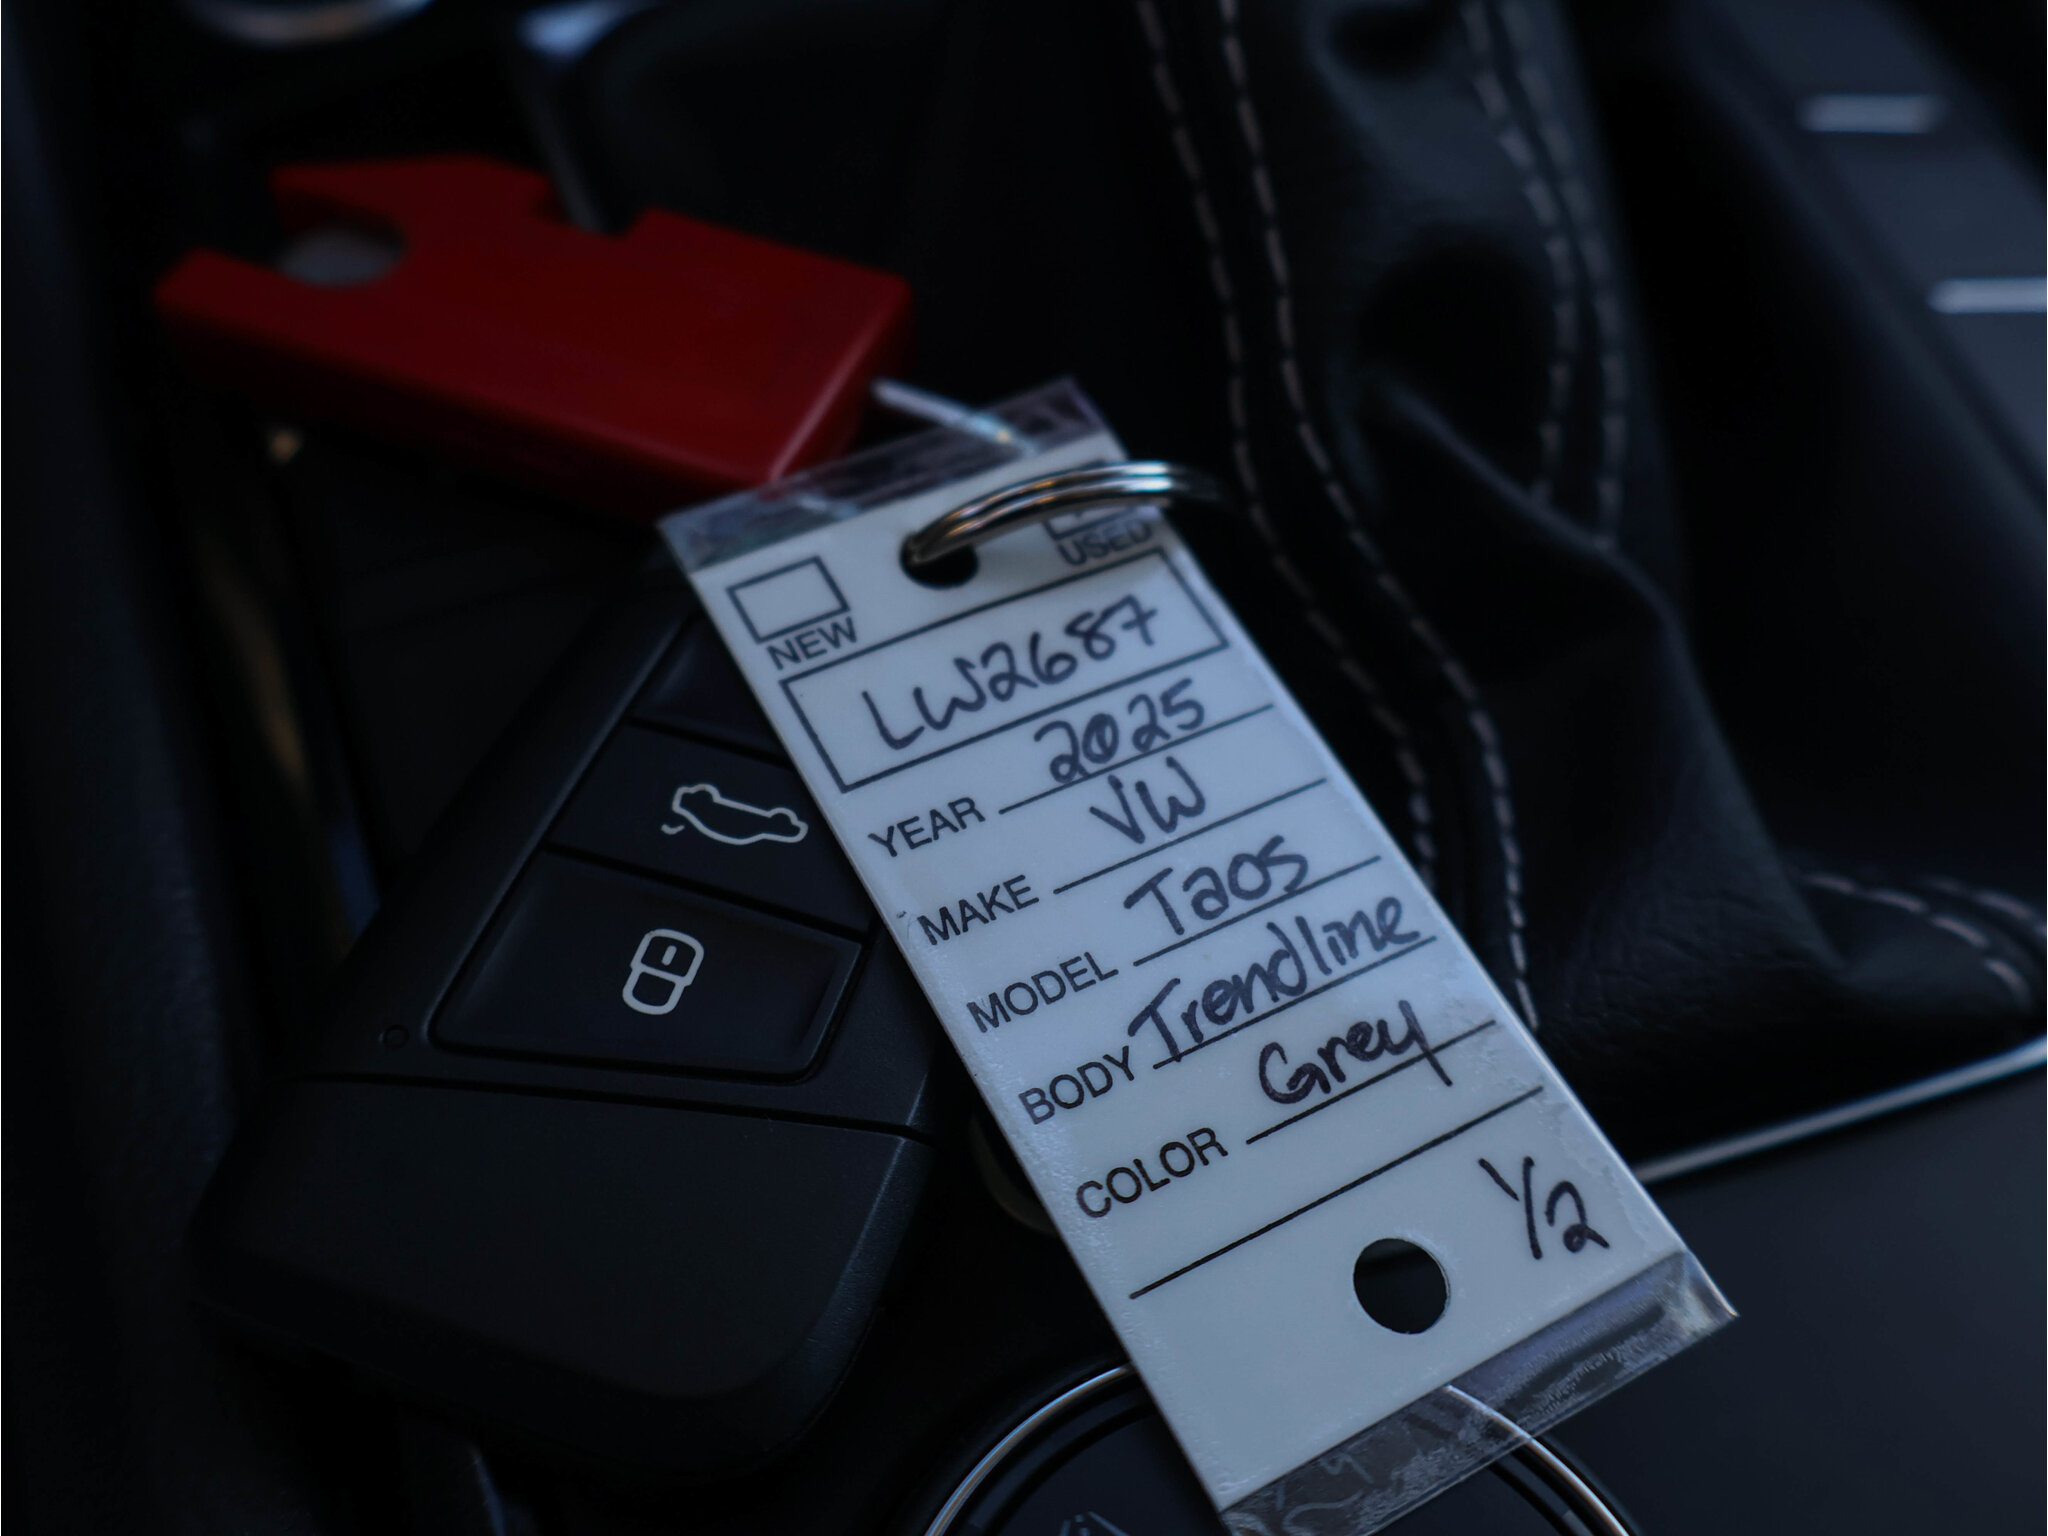 NEW USED
LW2687
YEAR 2025
MAKE VW
MODEL Taos
BODY Trendline
COLOR Grey
1/2